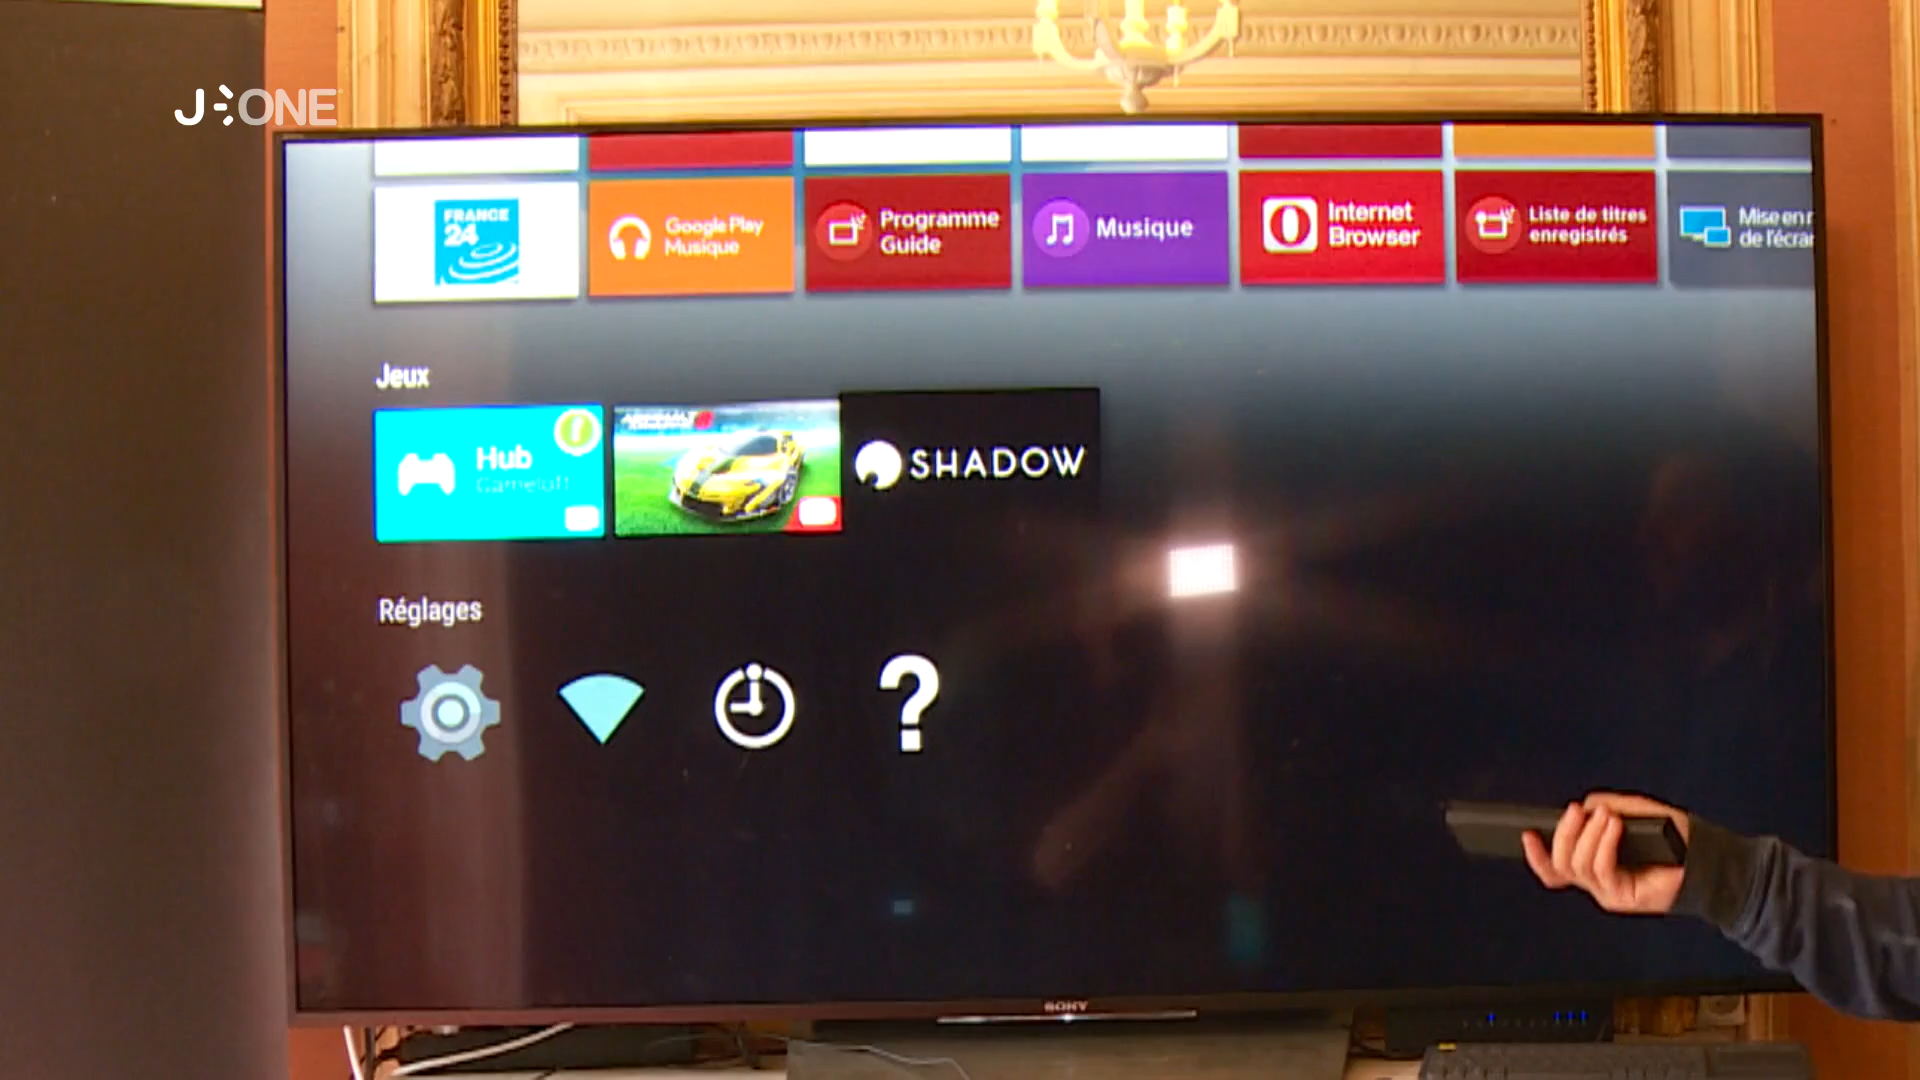 J:ONE
FRANCE
24
Google Play
Musique
Programme
Guide
Musique
Internet
Browser
Liste de titres
enregistrés
Mise en
de l'écran
Jeux
Hub
Gameloft
SHADOW
Réglages
SONY